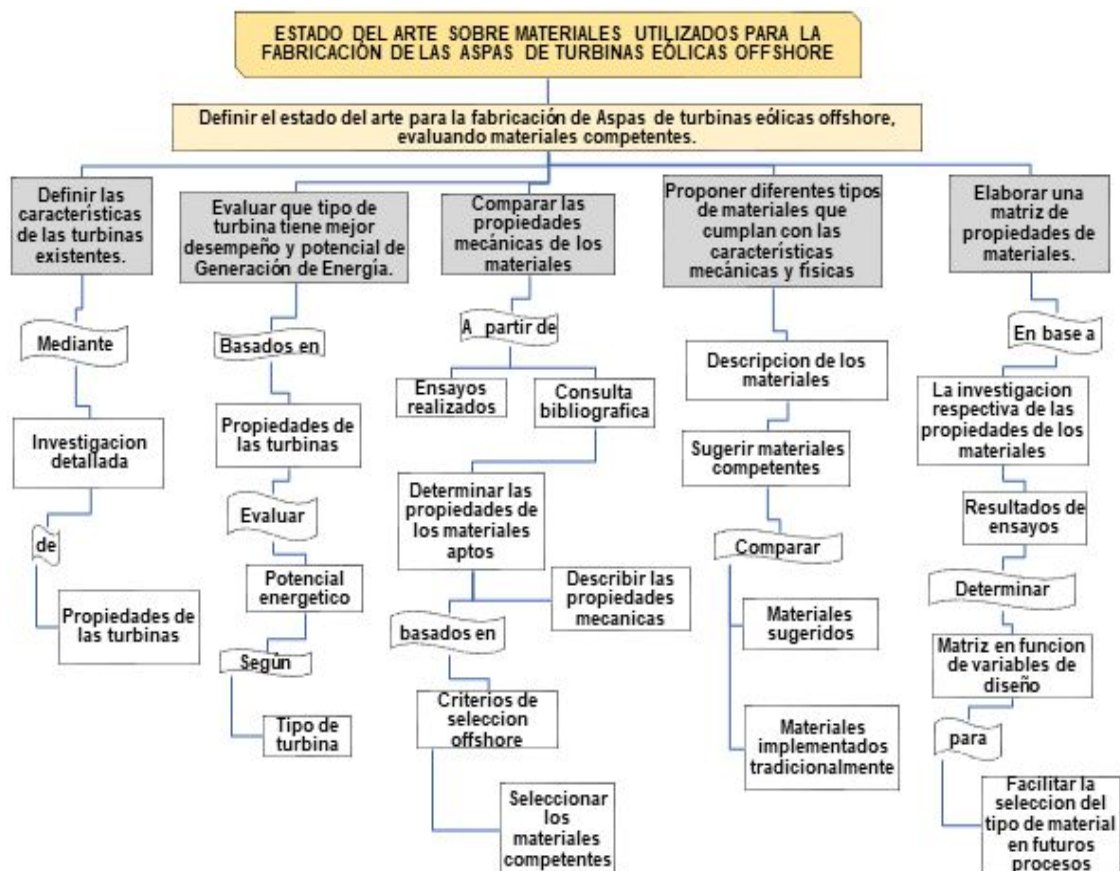 ESTADO DEL ARTE SOBRE MATERIALES UTILIZADOS PARA LA
FABRICACIÓN DE LAS ASPAS DE TURBINAS EÓLICAS OFFSHORE
Definir el estado del arte para la fabricación de Aspas de turbinas eólicas offshore,
evaluando materiales competentes.
Definir las
características
de las turbinas
existentes.
Mediante
Investigacion
detallada
de
Propiedades de
las turbinas
Evaluar que tipo de
turbina tiene mejor
desempeño y potencial de
Generación de Energía.
Basados en
Propiedades de
las turbinas
Evaluar
Potencial
energetico
Según
Tipo de
turbina
Comparar las
propiedades
mecánicas de los
materiales
A partir de
Ensayos
realizados
Consulta
bibliografica
Determinar las
propiedades de
los materiales
aptos
Describir las
propiedades
mecanicas
basados en
Criterios de
seleccion
offshore
Seleccionar
los
materiales
competentes
Proponer diferentes tipos
de materiales que
cumplan con las
características
mecánicas y físicas
Descripcion de los
materiales
Sugerir materiales
competentes
Comparar
Materiales
sugeridos
Materiales
implementados
tradicionalmente
Elaborar una
matriz de
propiedades de
materiales.
En base a
La investigacion
respectiva de las
propiedades de los
materiales
Resultados de
ensayos
Determinar
Matriz en funcion
de variables de
diseño
para
Facilitar la
seleccion del
tipo de material
en futuros
procesos